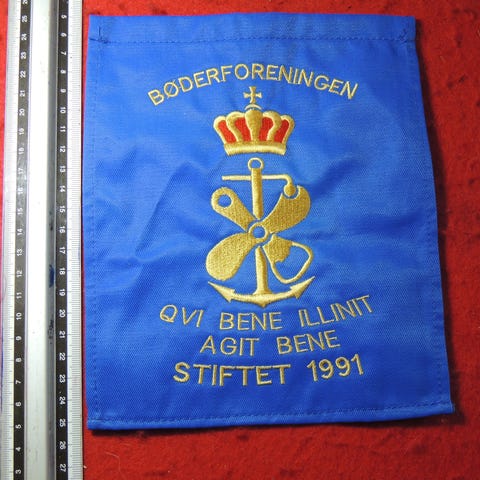 BØDERFORENINGEN
QVI BENE ILLINIT
AGIT BENE
STIFTET 1991